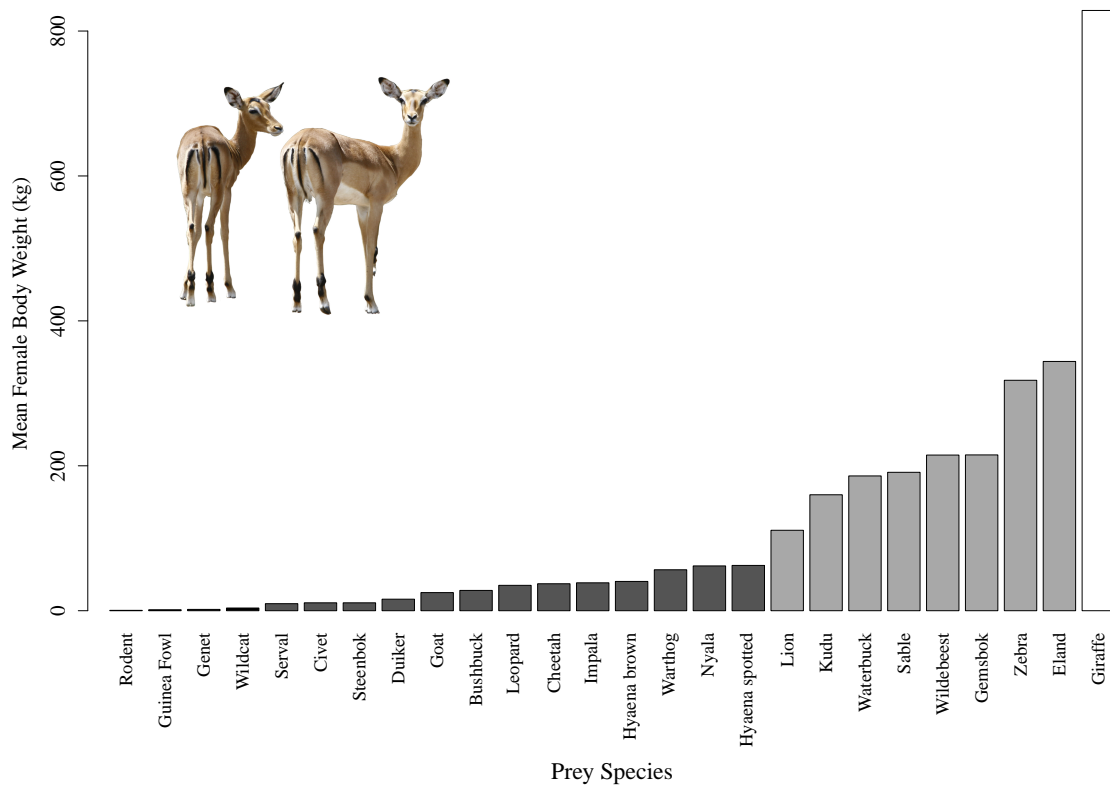 800
600
400
200
0
Mean Female Body Weight (kg)
Rodent
Guinea Fowl
Genet
Wildcat
Serval
Civet
Steenbok
Duiker
Goat
Bushbuck
Leopard
Cheetah
Impala
Hyaena brown
Warthog
Nyala
Hyaena spotted
Lion
Kudu
Waterbuck
Sable
Wildebeest
Gemsbok
Zebra
Eland
Giraffe
Prey Species